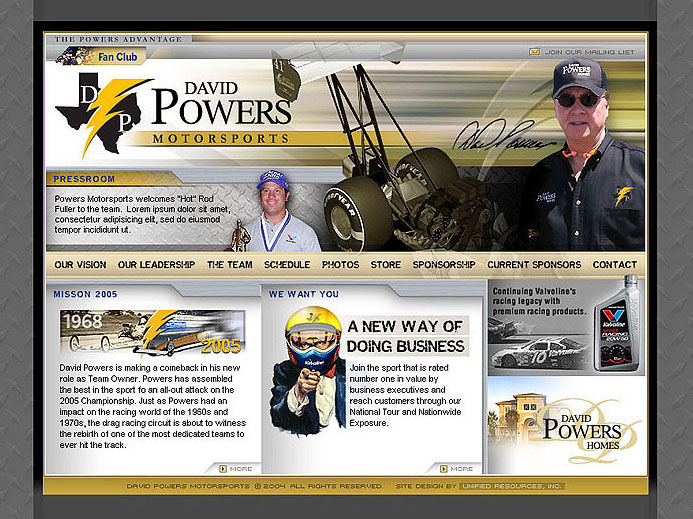 THE POWERS ADVANTAGE
Fan Club
JOIN OUR MAILING LIST
D P
DAVID
POWERS
MOTORSPORTS
PRESSROOM
Powers Motorsports welcomes "Hot" Rod
Fuller to the team. Lorem ipsum dolor sit amet,
consectetur adipisicing elit, sed do eiusmod
tempor incididunt ut.
GOODYEAR
OUR VISION OUR LEADERSHIP THE TEAM SCHEDULE PHOTOS STORE SPONSORSHIP CURRENT SPONSORS CONTACT
MISSON 2005
1968
2005
David Powers is making a comeback in his new
role as Team Owner. Powers has assembled
the best in the sport fo an all-out attack on the
2005 Championship. Just as Powers had an
impact on the racing world of the 1960s and
1970s, the drag racing circuit is about to witness
the rebirth of one of the most dedicated teams to
ever hit the track.
MORE
WE WANT YOU
Valvoline
A NEW WAY OF
DOING BUSINESS
Join the sport that is rated
number one in value by
business executives and
reach customers through our
National Tour and Nationwide
Exposure.
MORE
Continuing Valvoline's
racing legacy with
premium racing products.
Valvoline
RACING
20W-50
DAVID
POWERS
HOMES
DAVID POWERS MOTORSPORTS © 2004 ALL RIGHTS RESERVED. SITE DESIGN BY UNIFIED RESOURCES, INC.